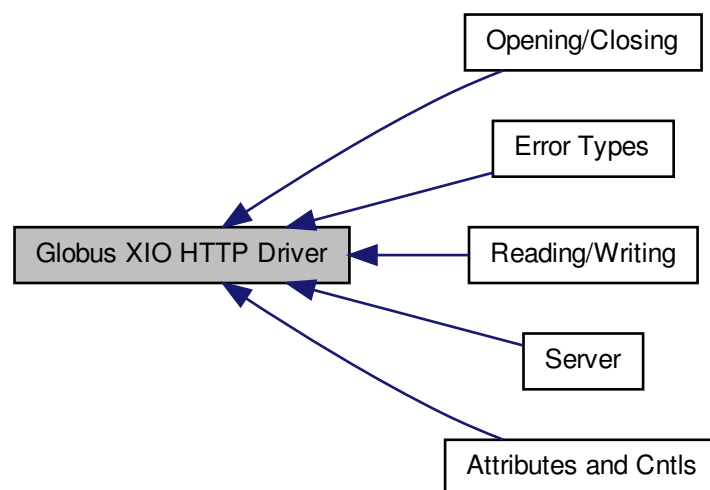 Opening/Closing
Error Types
Globus XIO HTTP Driver
Reading/Writing
Server
Attributes and Cntls